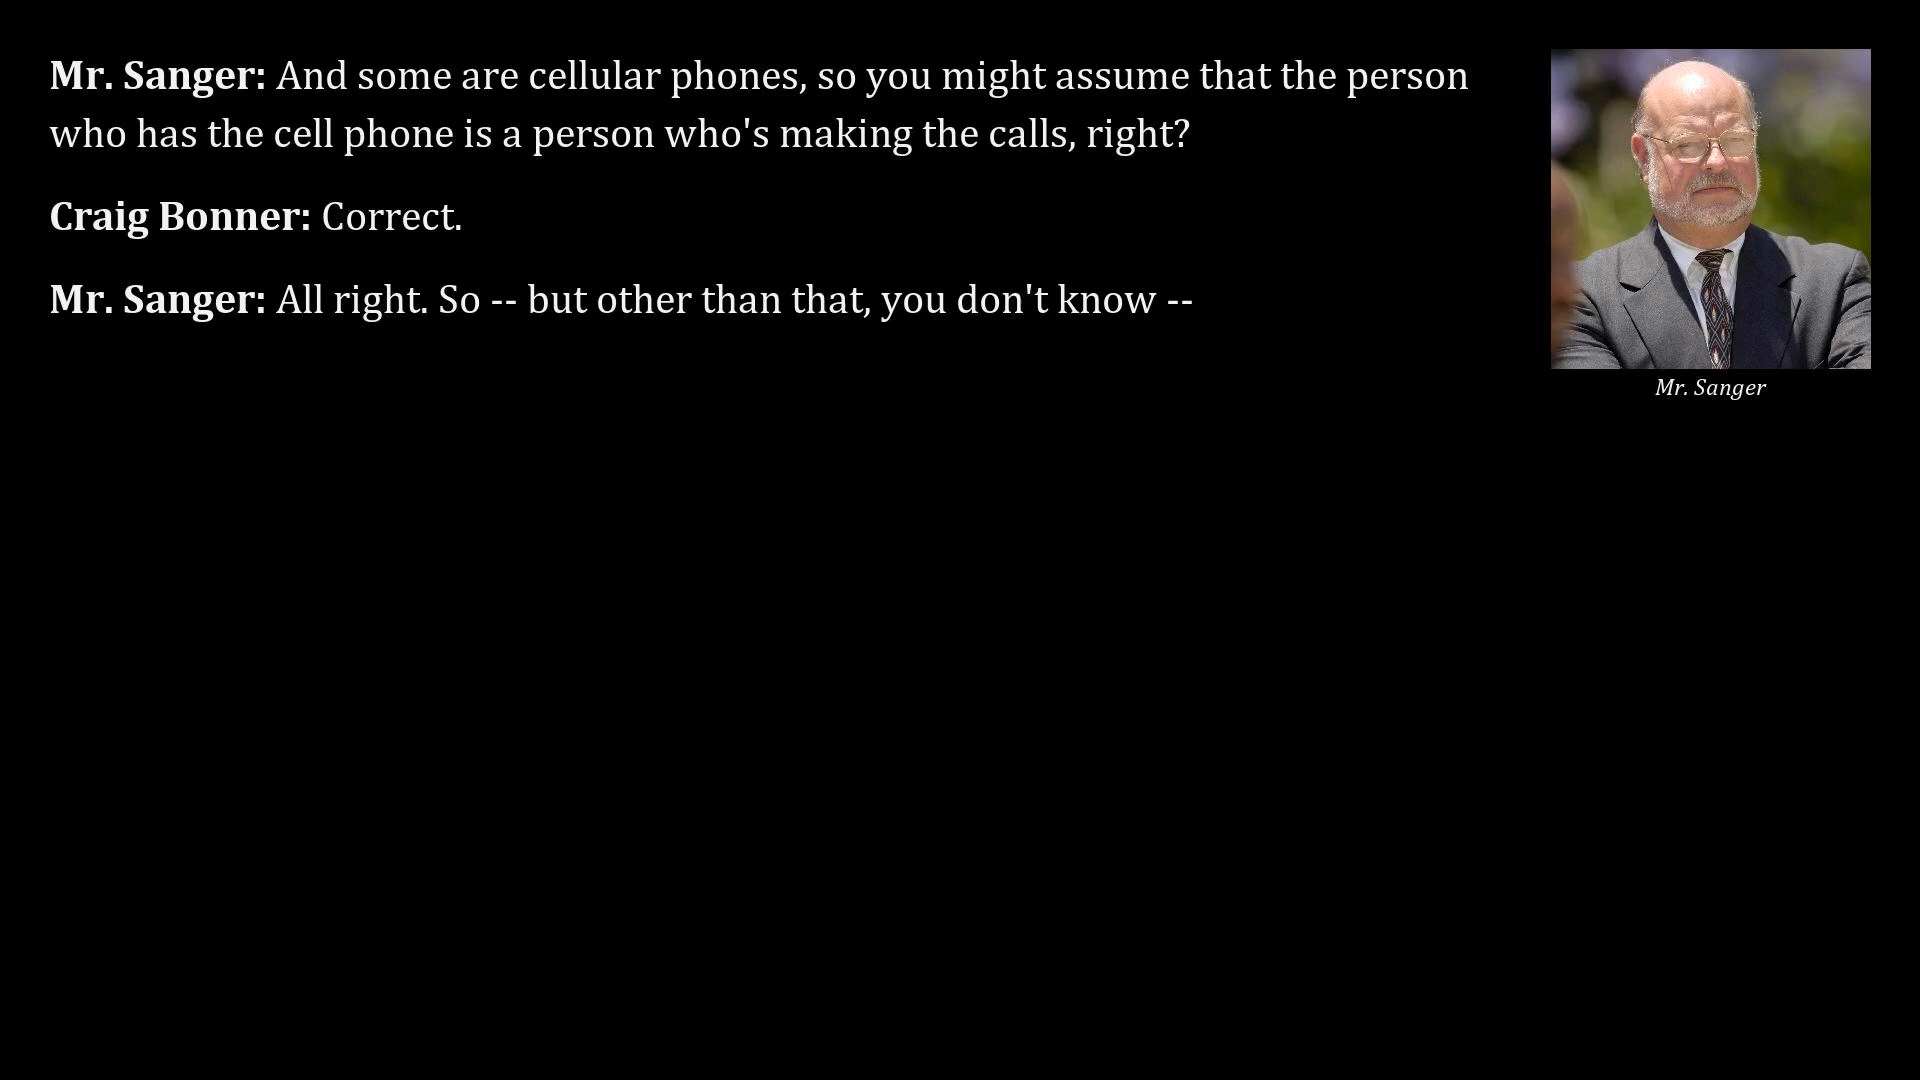 Mr. Sanger: And some are cellular phones, so you might assume that the person
who has the cell phone is a person who's making the calls, right?
Craig Bonner: Correct.
Mr. Sanger: All right. So -- but other than that, you don't know --
Mr. Sanger